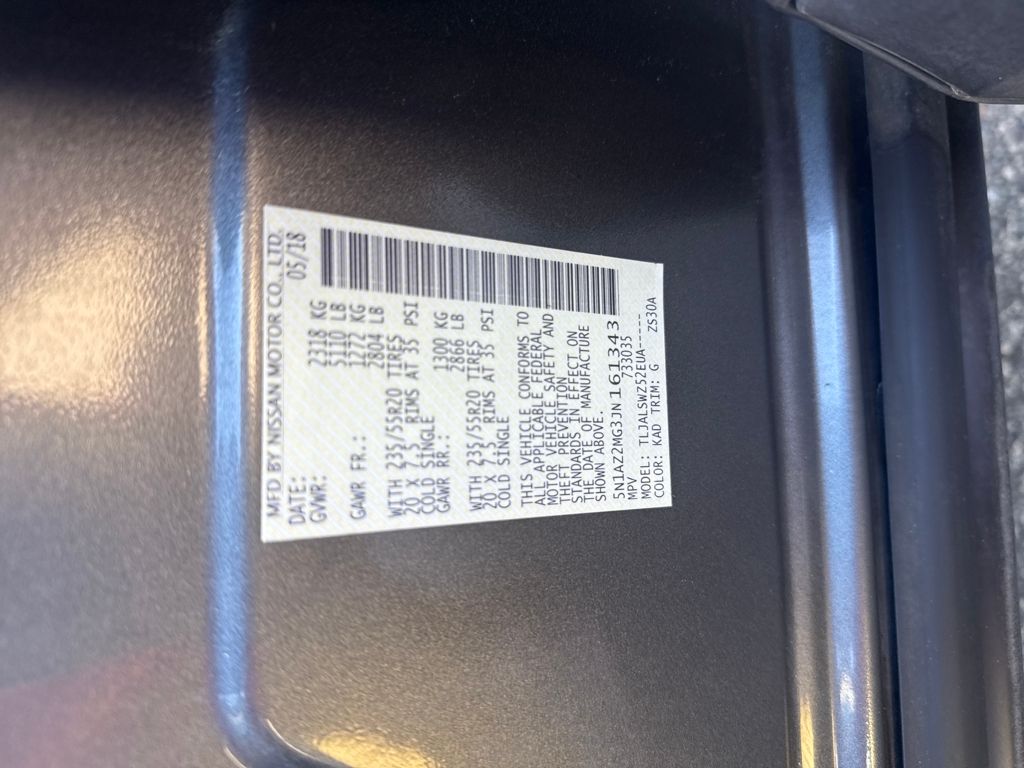 MFD BY NISSAN MOTOR CO., LTD.
DATE: 05/18
GVWR: 2318 KG
5110 LB
GAWR FR.: 1272 KG
2804 LB
WITH 235/55R20 TIRES
20 X 7.5 RIMS AT 35 PSI
COLD SINGLE
GAWR RR.: 1300 KG
2866 LB
WITH 235/55R20 TIRES
20 X 7.5 RIMS AT 35 PSI
COLD SINGLE
THIS VEHICLE CONFORMS TO
ALL APPLICABLE FEDERAL
MOTOR VEHICLE SAFETY AND
THEFT PREVENTION
STANDARDS IN EFFECT ON
THE DATE OF MANUFACTURE
SHOWN ABOVE.
5N1AZ2MG3JN161343
MPV 733035
MODEL: TLJALSWZ52EUA-----
COLOR: KAD TRIM: G ZS30A